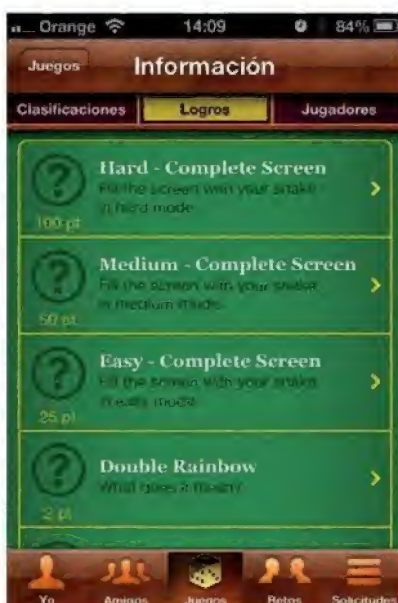 Orange 14:09 84%
Juegos Información
Clasificaciones Logros Jugadores
Hard - Complete Screen
Fill the screen with your snake
in hard mode.
100 pt
Medium - Complete Screen
Fill the screen with your snake
in medium mode.
50 pt
Easy - Complete Screen
Fill the screen with your snake
in easy mode.
25 pt
Double Rainbow
What does it mean?
2 pt
Yo Amigos Juegos Retos Solicitudes